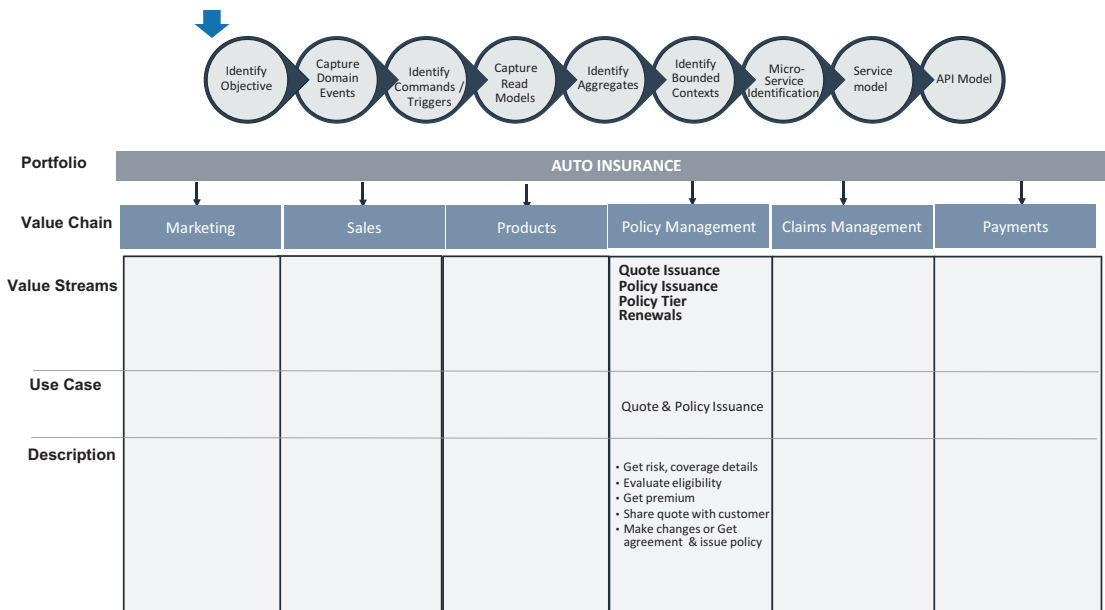 Identify
Objective
Capture
Domain
Events
Identify
Commands /
Triggers
Capture
Read
Models
Identify
Aggregates
Identify
Bounded
Contexts
Micro-
Service
Identification
Service
model
API Model
Portfolio
AUTO INSURANCE
Value Chain
Marketing
Sales
Products
Policy Management
Claims Management
Payments
Value Streams
Quote Issuance
Policy Issuance
Policy Tier
Renewals
Use Case
Quote & Policy Issuance
Description
• Get risk, coverage details
• Evaluate eligibility
• Get premium
• Share quote with customer
• Make changes or Get
agreement & issue policy